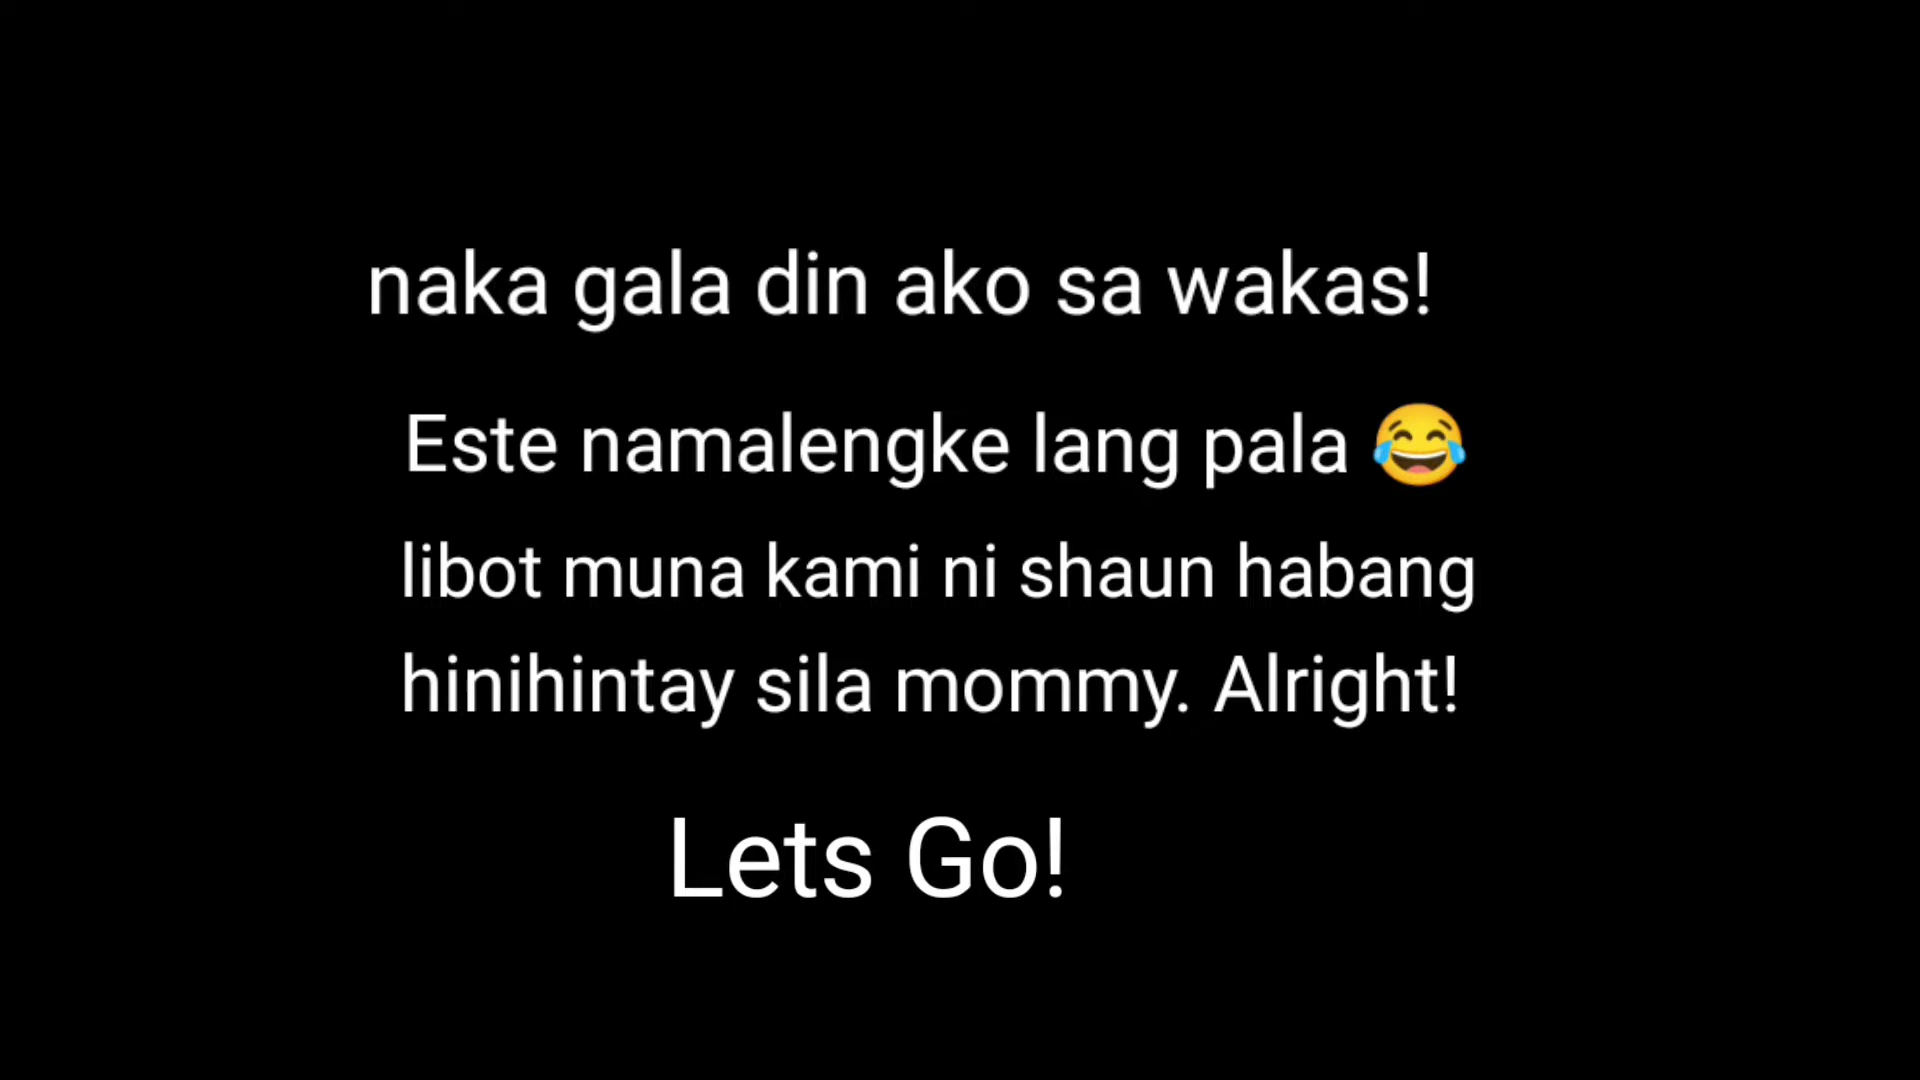 naka gala din ako sa wakas!
Este namalengke lang pala 😂
libot muna kami ni shaun habang
hinihintay sila mommy. Alright!
Lets Go!